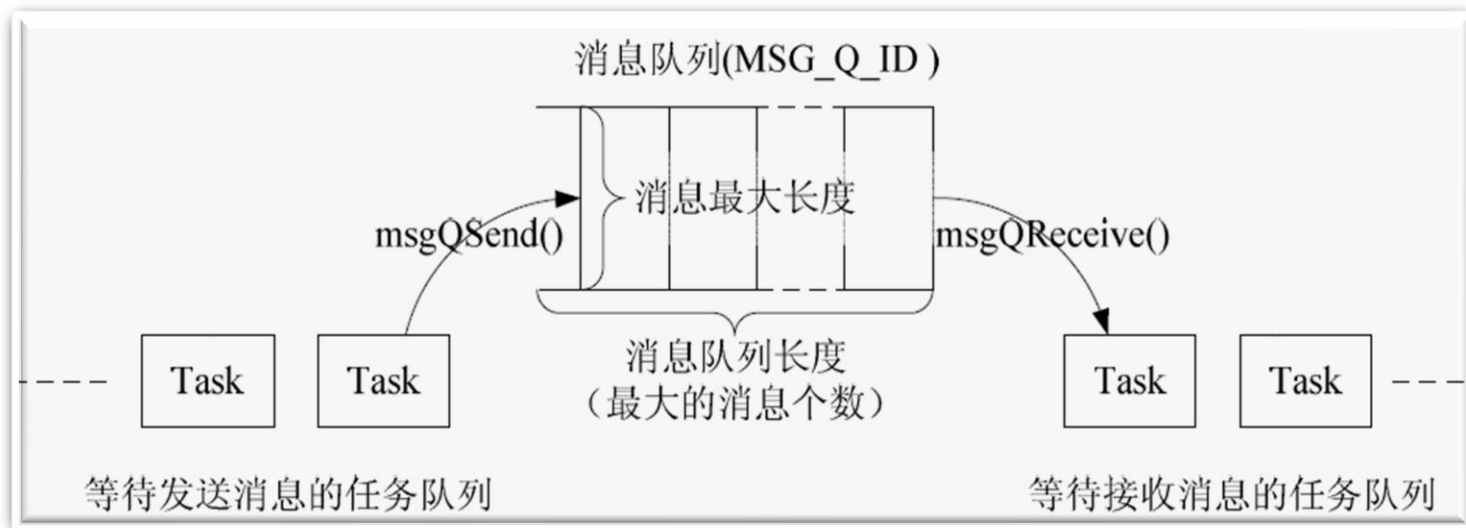 消息队列(MSG_Q_ID )
消息最大长度
msgQSend()
msgQReceive()
消息队列长度
（最大的消息个数）
Task
Task
Task
Task
等待发送消息的任务队列
等待接收消息的任务队列